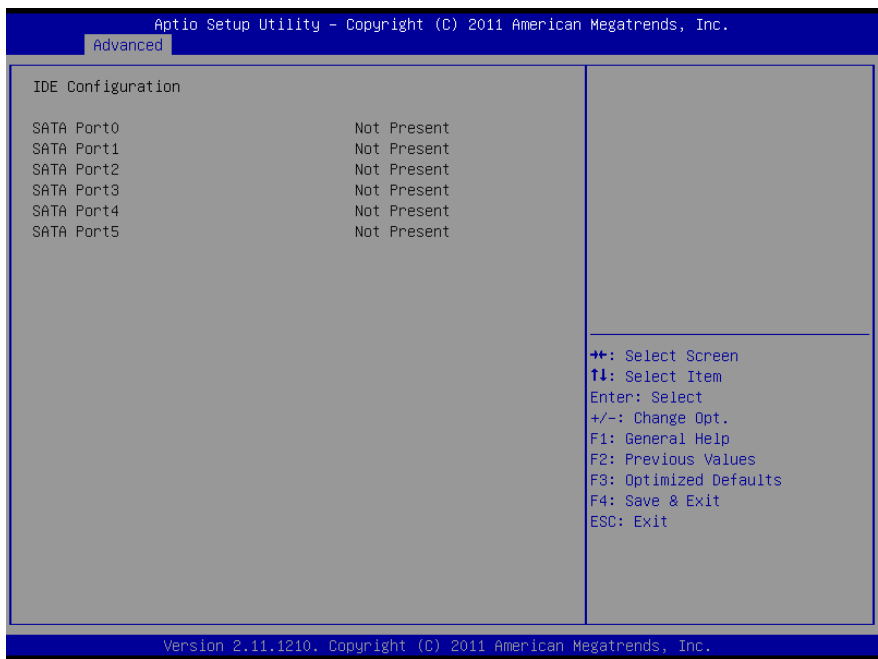 Aptio Setup Utility – Copyright (C) 2011 American Megatrends, Inc.
Advanced
IDE Configuration
SATA Port0 Not Present
SATA Port1 Not Present
SATA Port2 Not Present
SATA Port3 Not Present
SATA Port4 Not Present
SATA Port5 Not Present
→←: Select Screen
↑↓: Select Item
Enter: Select
+/-: Change Opt.
F1: General Help
F2: Previous Values
F3: Optimized Defaults
F4: Save & Exit
ESC: Exit
Version 2.11.1210. Copyright (C) 2011 American Megatrends, Inc.